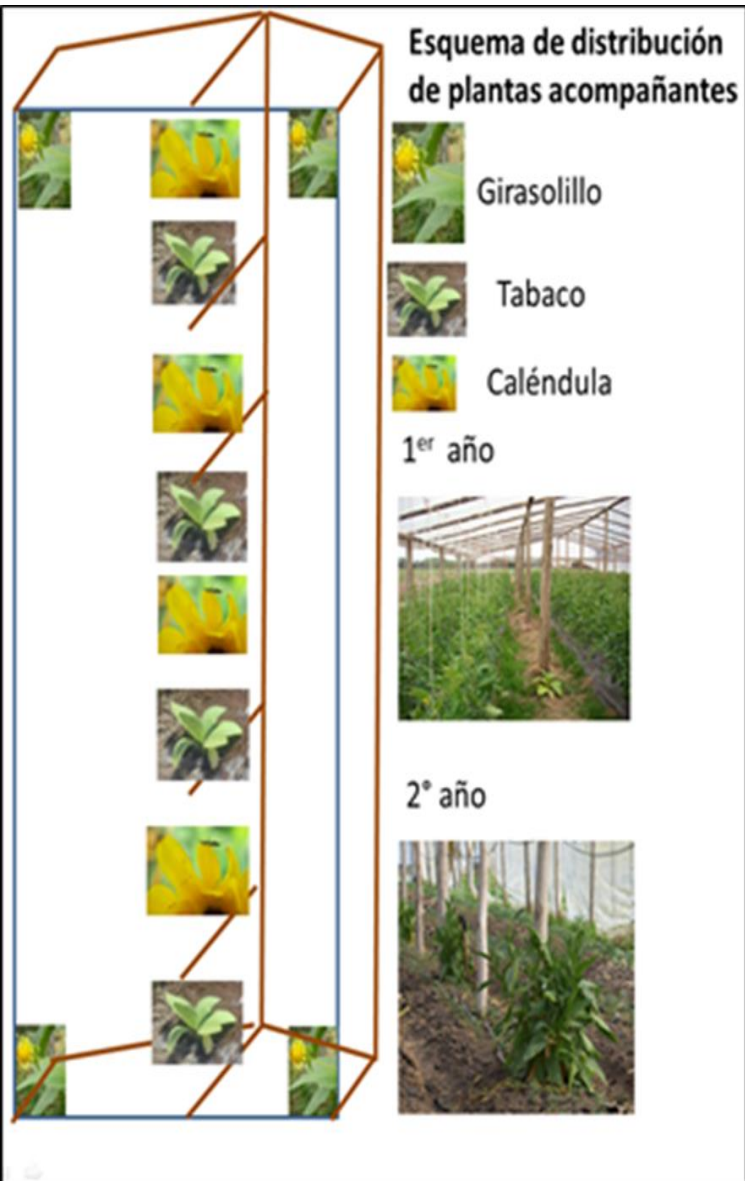 Esquema de distribución
de plantas acompañantes
Girasolillo
Tabaco
Caléndula
1er año
2° año